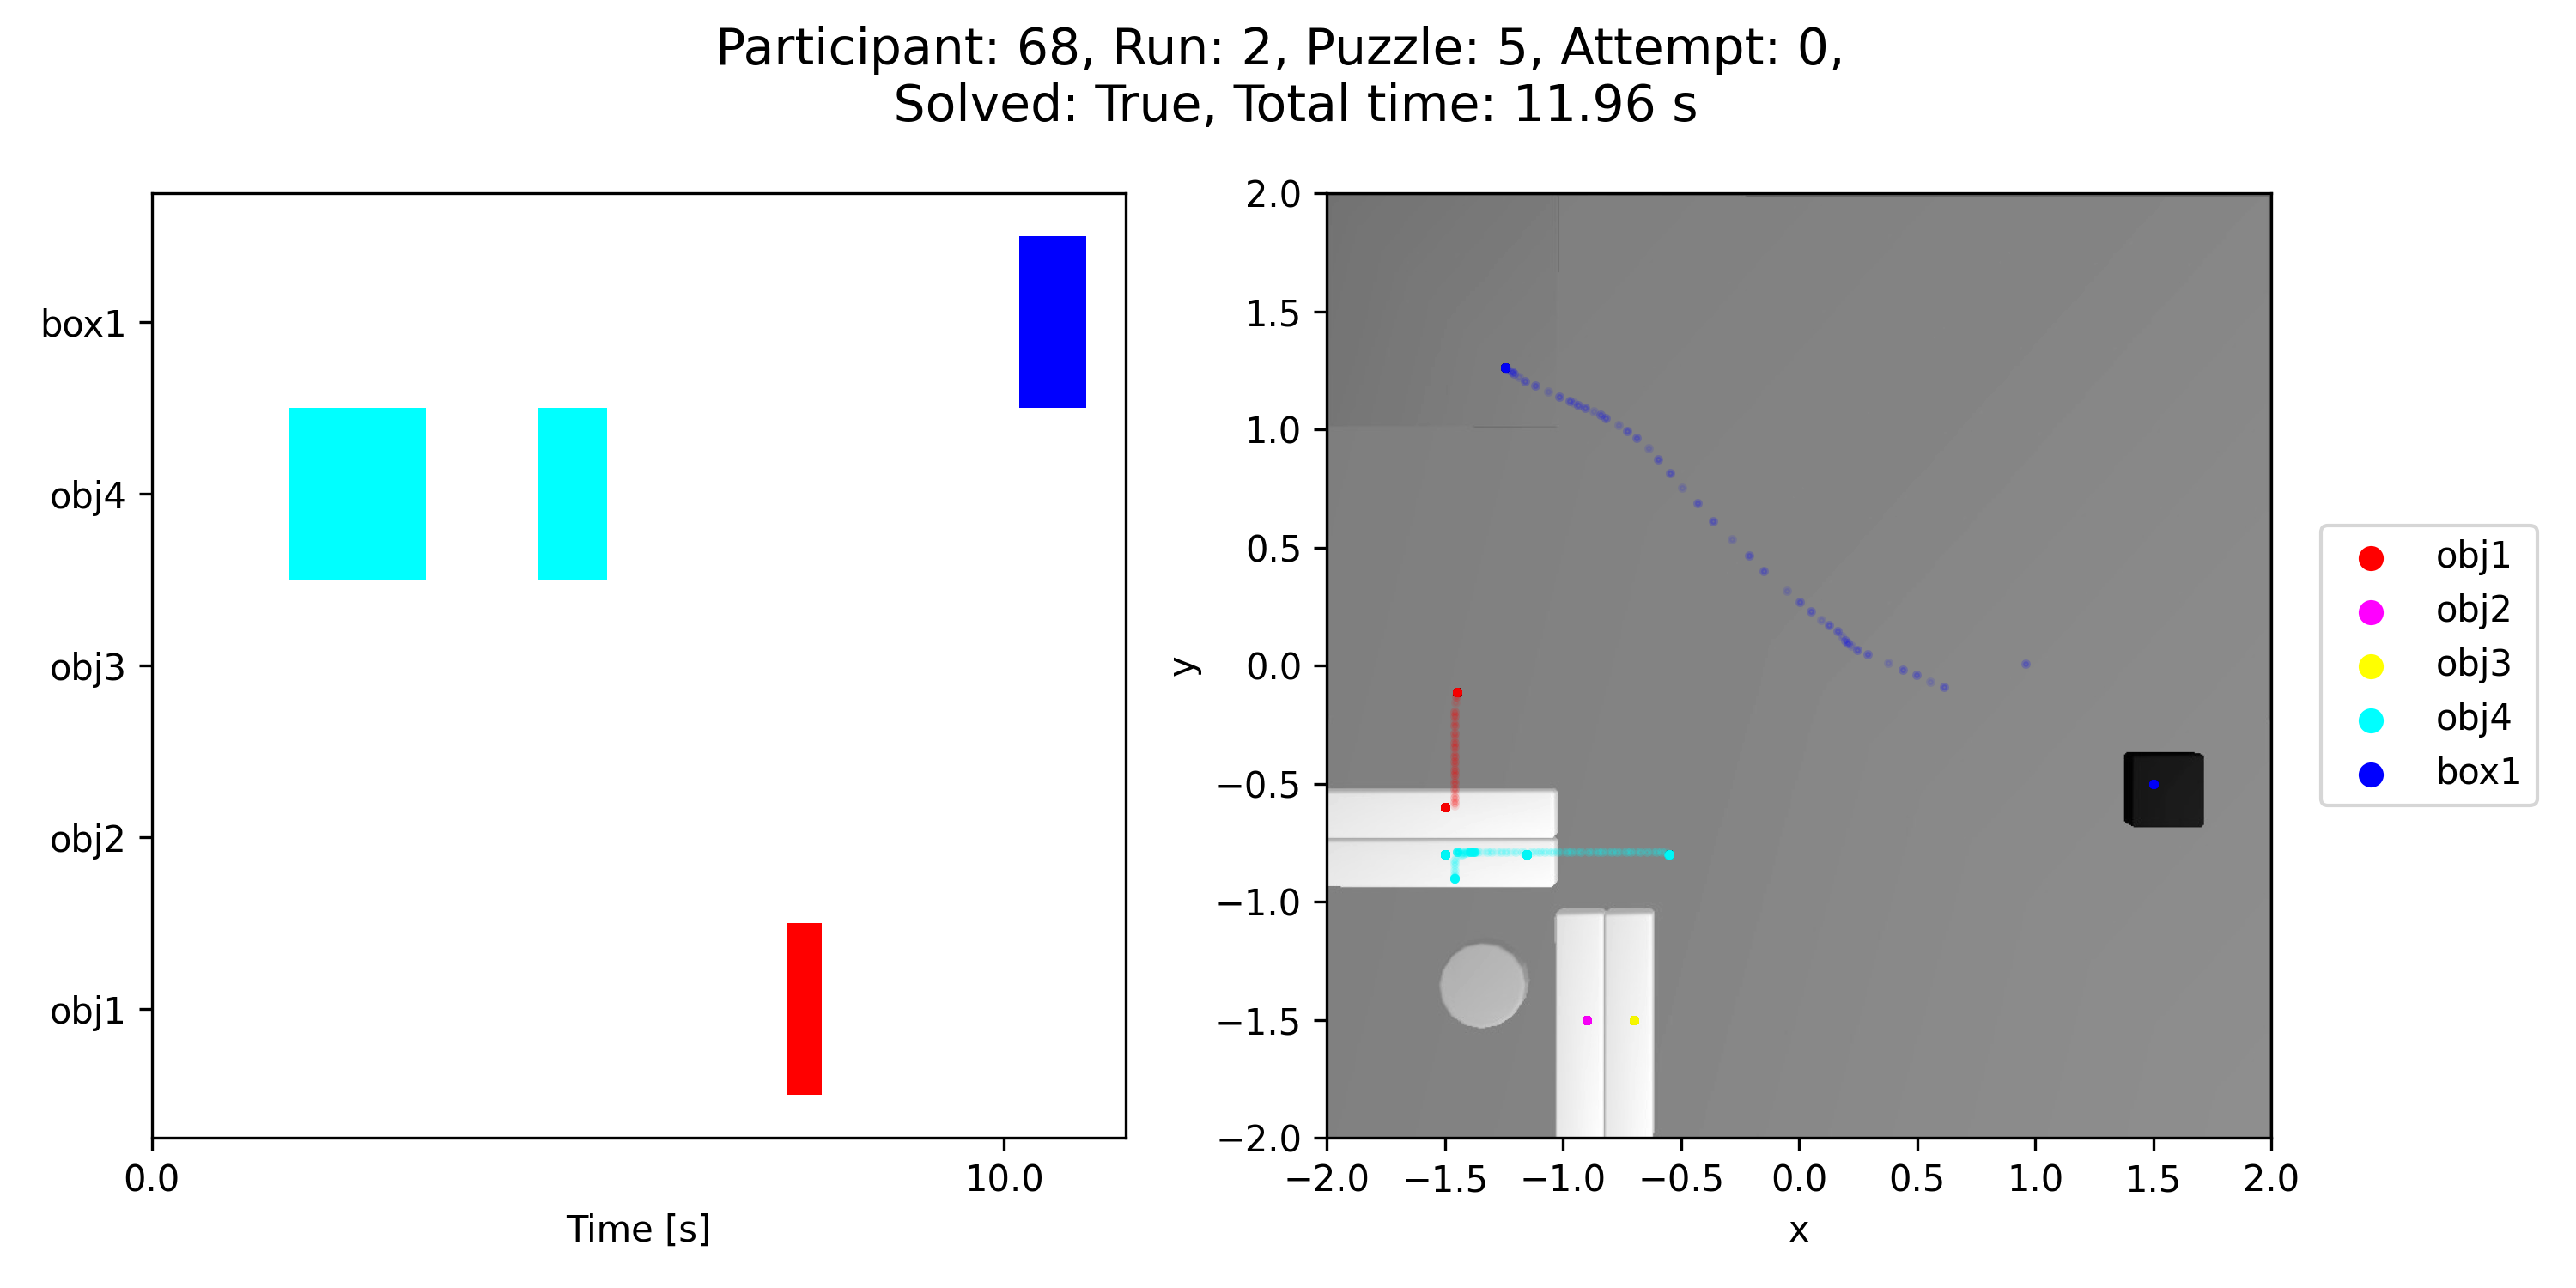 Participant: 68, Run: 2, Puzzle: 5, Attempt: 0,
Solved: True, Total time: 11.96 s
box1
obj4
obj3
obj2
obj1
0.0
10.0
Time [s]
2.0
1.5
1.0
0.5
0.0
−0.5
−1.0
−1.5
−2.0
y
−2.0
−1.5
−1.0
−0.5
0.0
0.5
1.0
1.5
2.0
x
obj1
obj2
obj3
obj4
box1